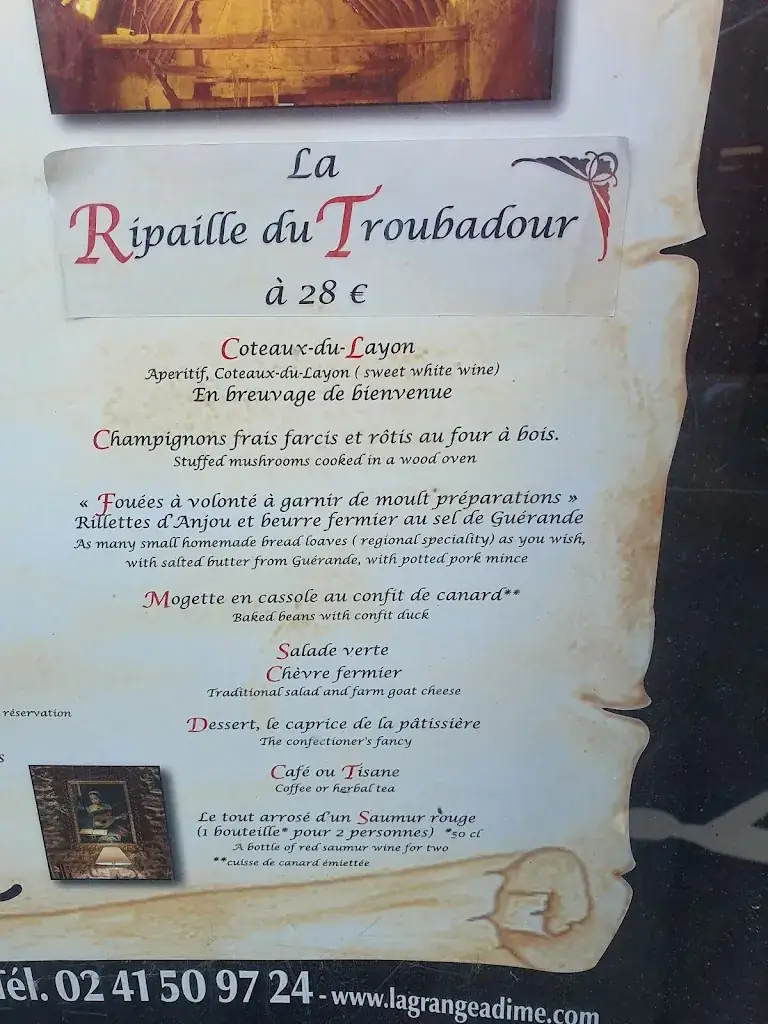 La
Ripaille du Troubadour
à 28 €
Coteaux-du-Layon
Aperitif, Coteaux-du-Layon ( sweet white wine)
En breuvage de bienvenue
Champignons frais farcis et rôtis au four à bois.
Stuffed mushrooms cooked in a wood oven
« Fouées à volonté à garnir de moult préparations »
Rillettes d'Anjou et beurre fermier au sel de Guérande
As many small homemade bread loaves ( regional speciality) as you wish,
with salted butter from Guérande, with potted pork mince
Mogette en cassole au confit de canard**
Baked beans with confit duck
Salade verte
Chèvre fermier
Traditional salad and farm goat cheese
réservation
Dessert, le caprice de la pâtissière
The confectioner's fancy
Café ou Tisane
Coffee or herbal tea
Le tout arrosé d'un Saumur rouge
(1 bouteille* pour 2 personnes) *50 cl
A bottle of red saumur wine for two
**cuisse de canard émiettée
Tél. 02 41 50 97 24 - www.lagrangeadime.com